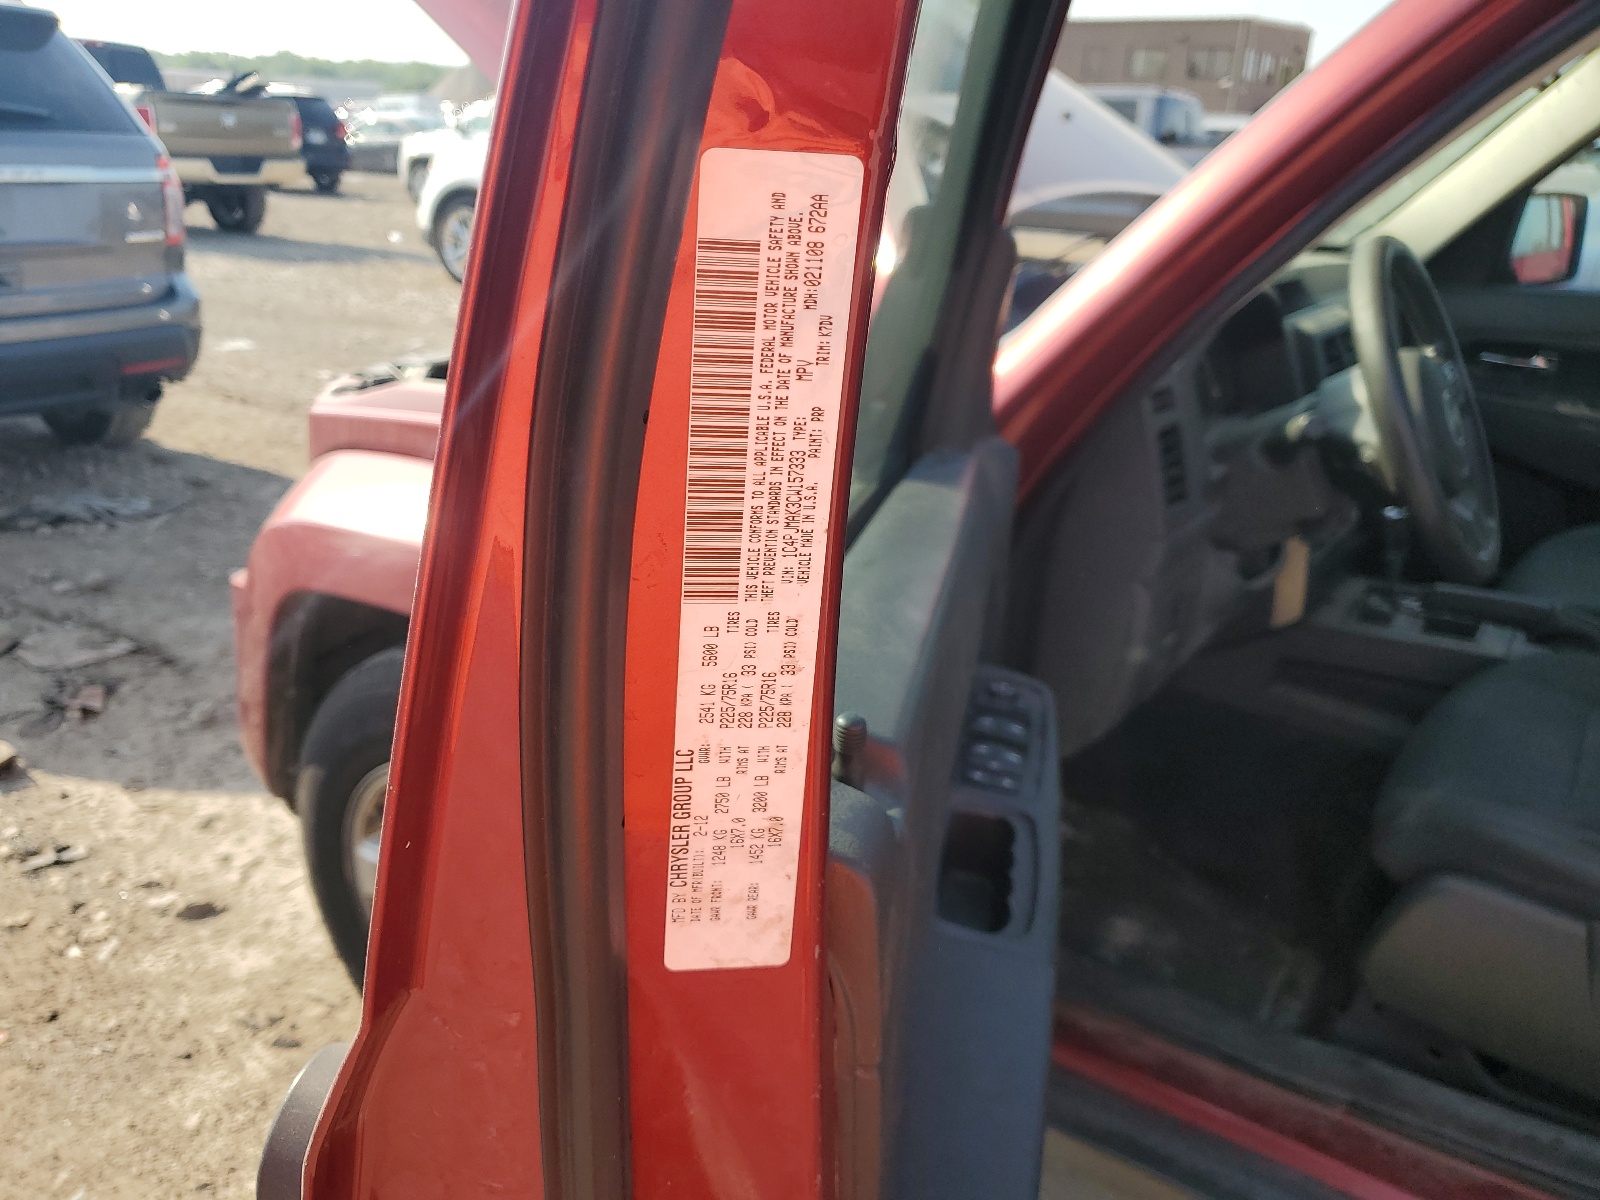 MFD BY CHRYSLER GROUP LLC
DATE OF MFR(BUILT): 2-12 GVWR: 2541 KG 5600 LB
GAWR FRONT: 1248 KG 2750 LB WITH P225/75R16 TIRES
16X7.0 RIMS AT 228 KPA ( 33 PSI) COLD
GAWR REAR: 1452 KG 3200 LB WITH P225/75R16 TIRES
16X7.0 RIMS AT 228 KPA ( 33 PSI) COLD
THIS VEHICLE CONFORMS TO ALL APPLICABLE U.S.A. FEDERAL MOTOR VEHICLE SAFETY AND
THEFT PREVENTION STANDARDS IN EFFECT ON THE DATE OF MANUFACTURE SHOWN ABOVE.
VIN: 1C4PJMAK3CW157333 TYPE: MPV MDH:021108 672AA
VEHICLE MADE IN U.S.A. PAINT: PRP TRIM: K7DV